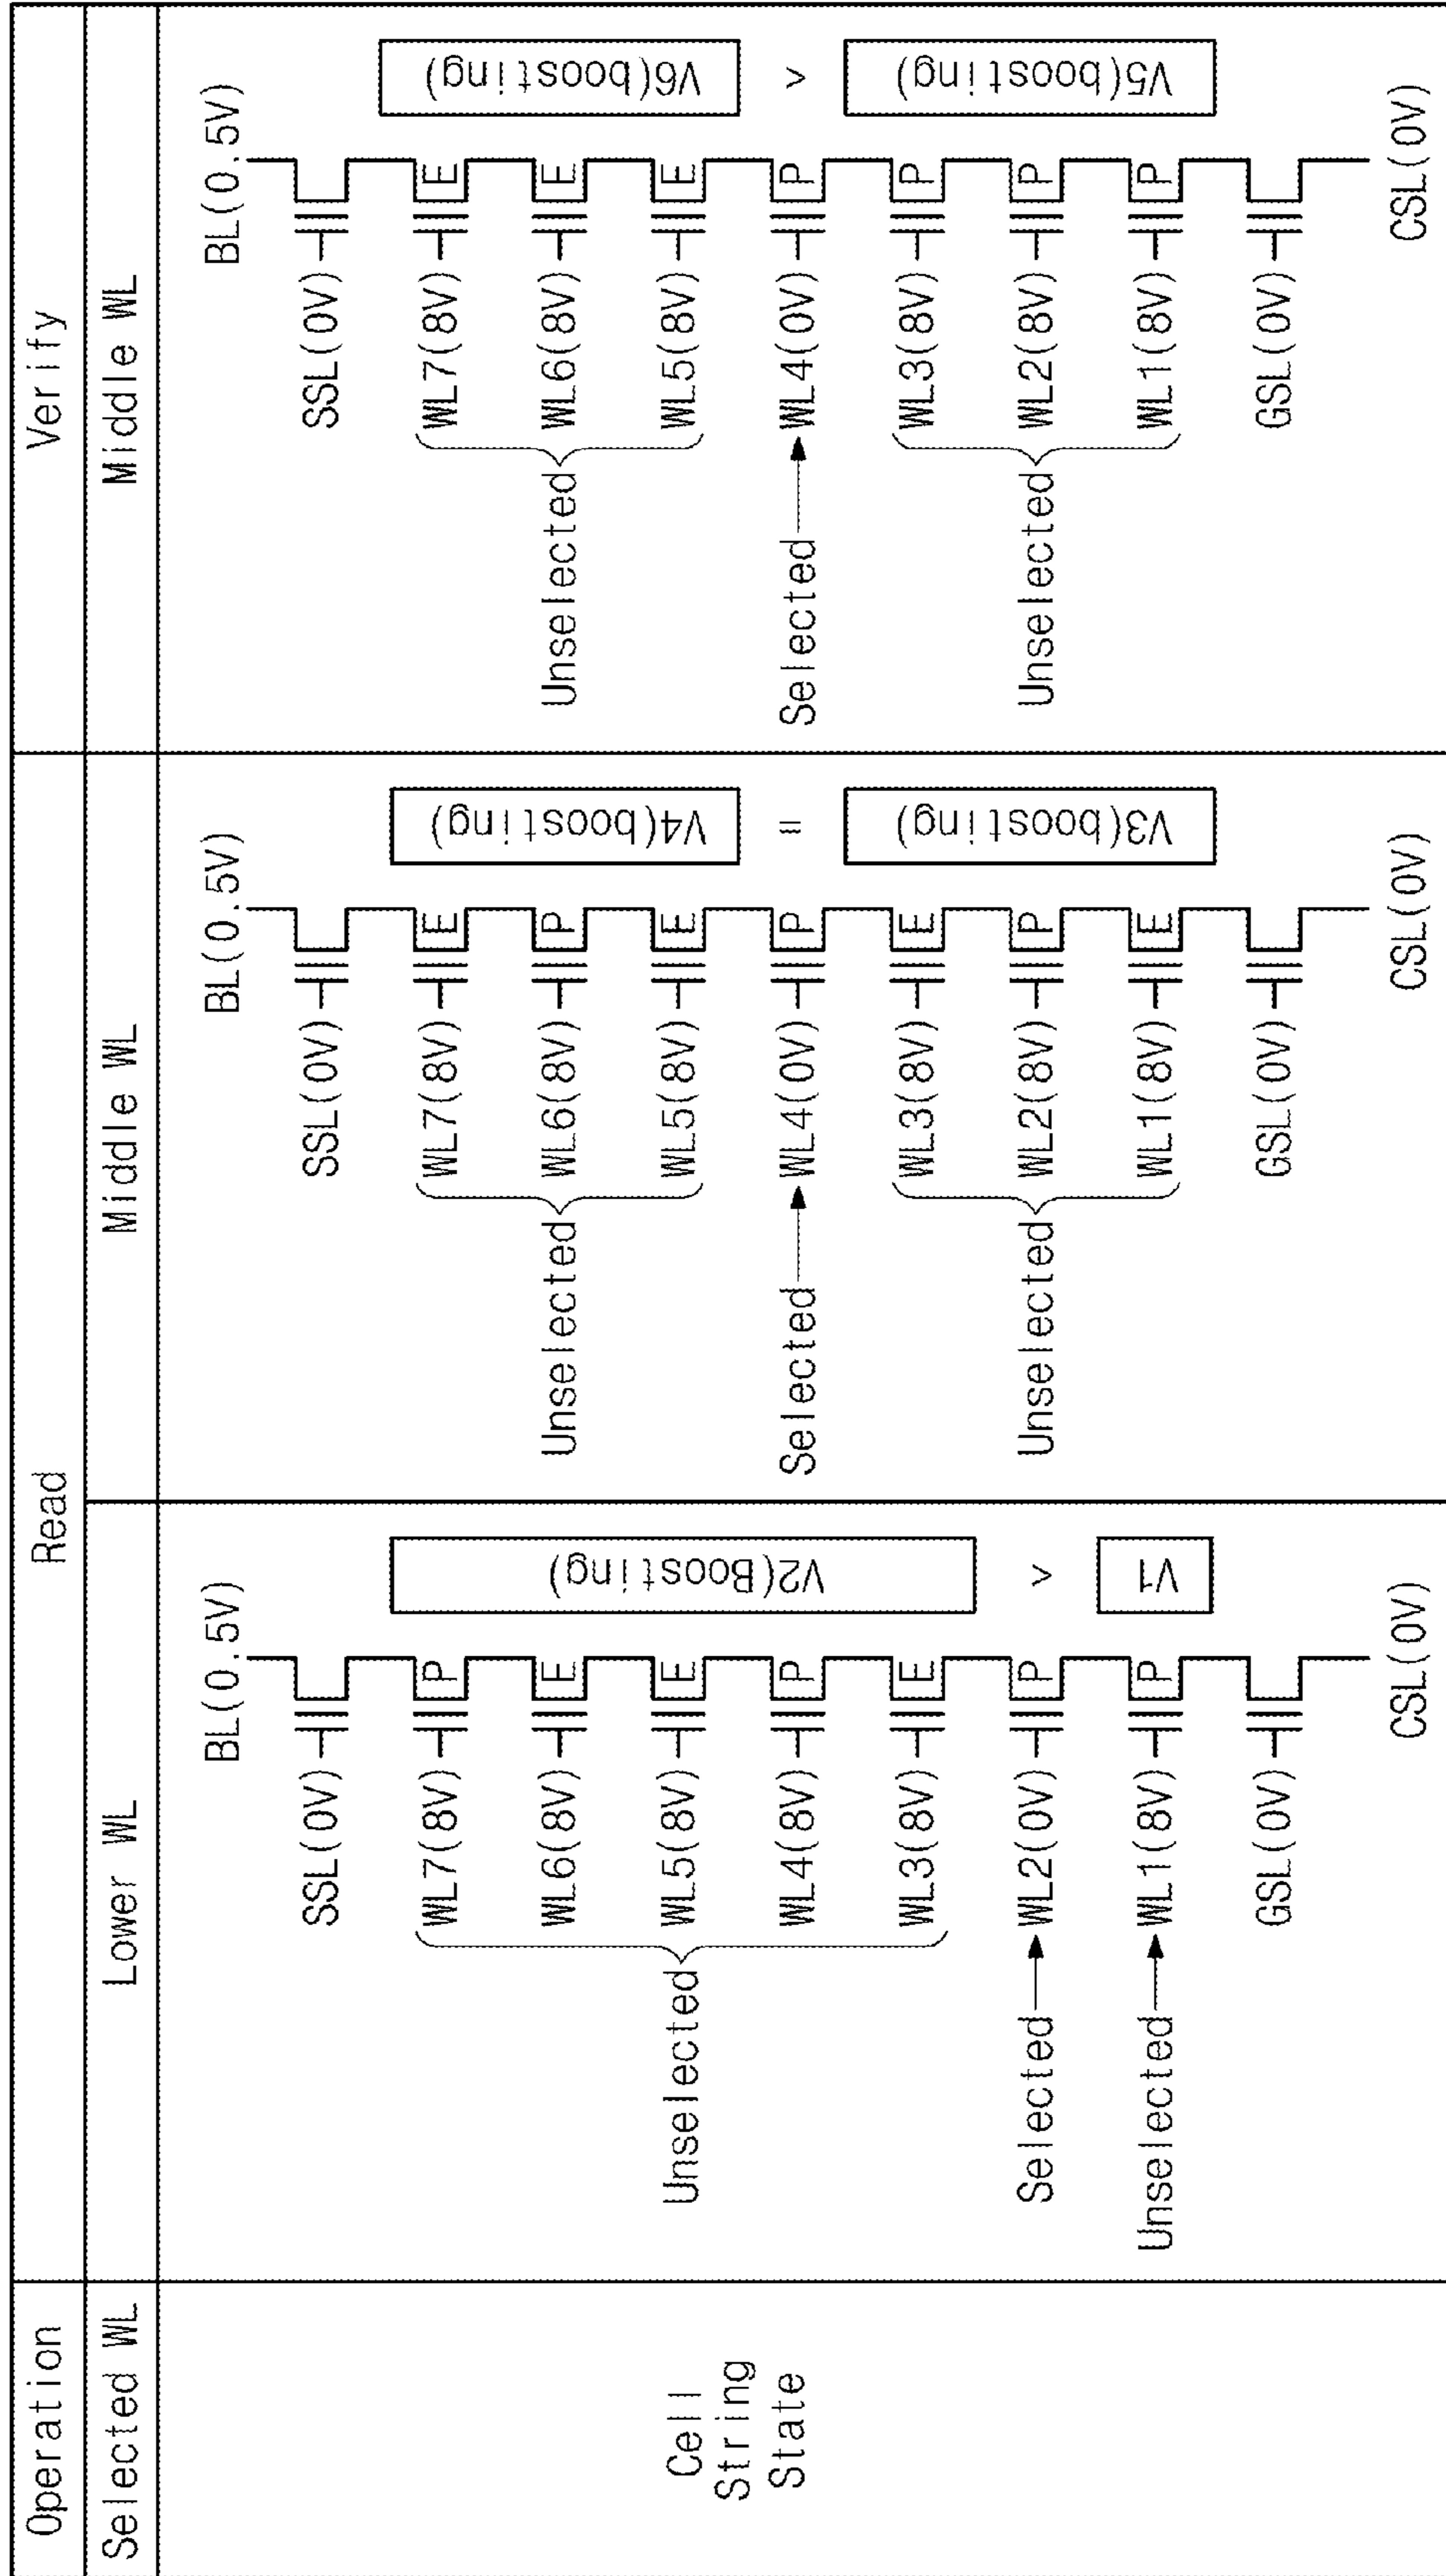 Operation
Read
Verify
Selected WL
Lower WL
Middle WL
Middle WL
Cell
String
State
BL(0.5V)
SSL(0V)
WL7(8V) P
WL6(8V) E
Unselected WL5(8V) E
WL4(8V) P
WL3(8V) E
Selected WL2(0V) P
Unselected WL1(8V) P
GSL(0V)
CSL(0V)
V2(Boosting)
>
V1
BL(0.5V)
SSL(0V)
WL7(8V) E
Unselected WL6(8V) P
WL5(8V) E
Selected WL4(0V) P
WL3(8V) E
Unselected WL2(8V) P
WL1(8V) E
GSL(0V)
CSL(0V)
V4(boosting)
=
V3(boosting)
BL(0.5V)
SSL(0V)
WL7(8V) E
Unselected WL6(8V) E
WL5(8V) E
Selected WL4(0V) P
WL3(8V) P
Unselected WL2(8V) P
WL1(8V) P
GSL(0V)
CSL(0V)
V6(boosting)
>
V5(boosting)